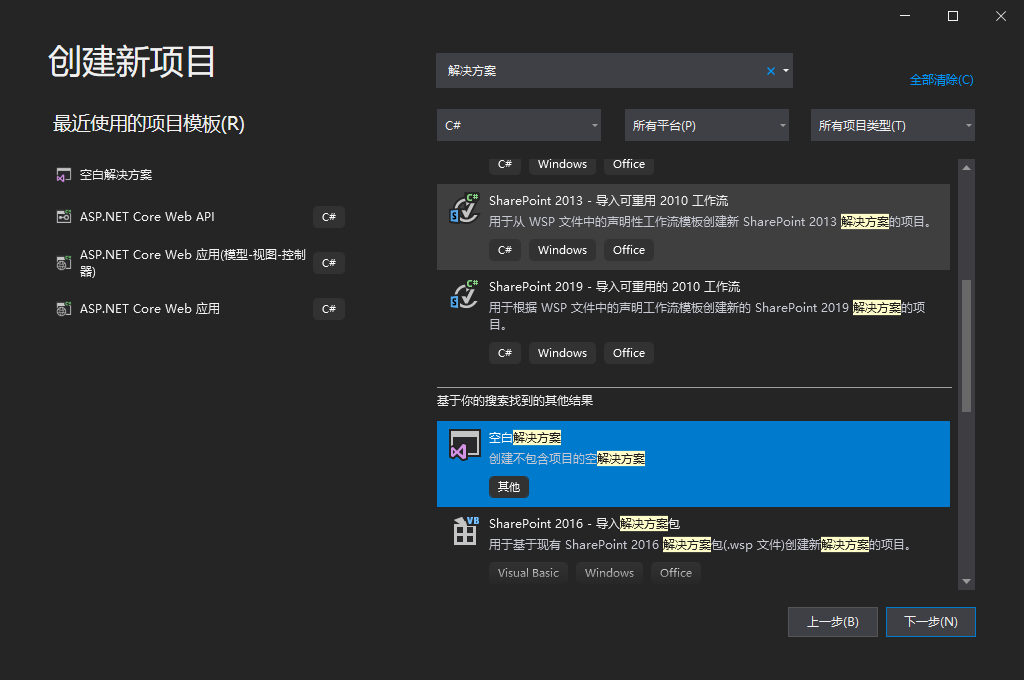 创建新项目
最近使用的项目模板(R)
空白解决方案
ASP.NET Core Web API
C#
ASP.NET Core Web 应用(模型-视图-控制
器)
C#
ASP.NET Core Web 应用
C#
解决方案
全部清除(C)
C#
所有平台(P)
所有项目类型(T)
C# Windows Office
SharePoint 2013 - 导入可重用 2010 工作流
用于从 WSP 文件中的声明性工作流模板创建新 SharePoint 2013 解决方案的项目。
C# Windows Office
SharePoint 2019 - 导入可重用的 2010 工作流
用于根据 WSP 文件中的声明工作流模板创建新的 SharePoint 2019 解决方案的项
目。
C# Windows Office
基于你的搜索找到的其他结果
空白解决方案
创建不包含项目的空解决方案
其他
SharePoint 2016 - 导入解决方案包
用于基于现有 SharePoint 2016 解决方案包(.wsp 文件)创建新解决方案的项目。
Visual Basic Windows Office
上一步(B)
下一步(N)